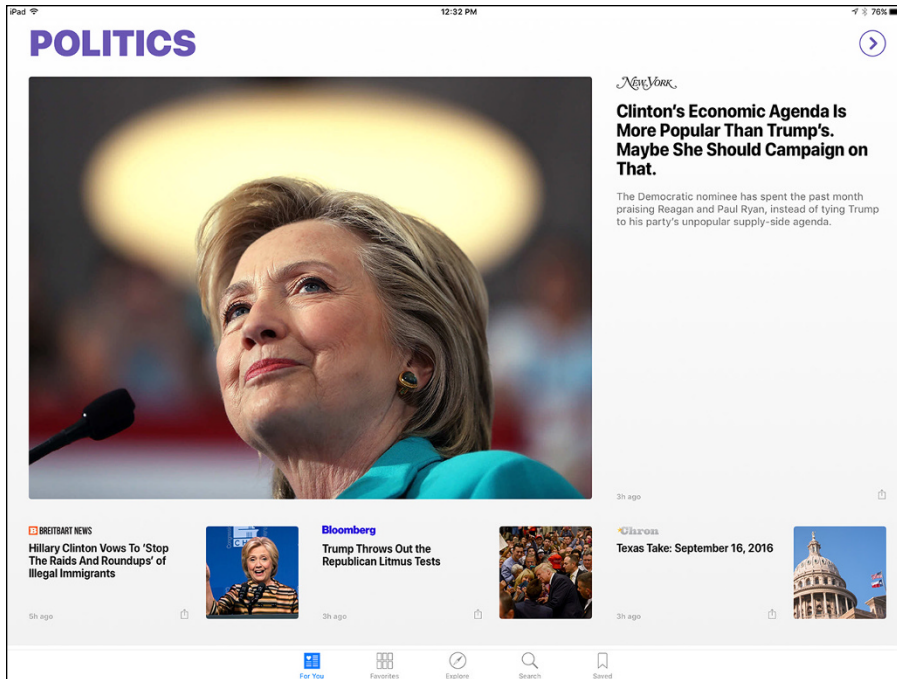 iPad 12:32 PM 76%
POLITICS
NEW YORK
Clinton's Economic Agenda Is
More Popular Than Trump's.
Maybe She Should Campaign on
That.
The Democratic nominee has spent the past month
praising Reagan and Paul Ryan, instead of tying Trump
to his party's unpopular supply-side agenda.
3h ago
BREITBART NEWS
Hillary Clinton Vows To 'Stop
The Raids And Roundups' of
Illegal Immigrants
5h ago
Bloomberg
Trump Throws Out the
Republican Litmus Tests
3h ago
Chron
Texas Take: September 16, 2016
3h ago
For You Favorites Explore Search Saved